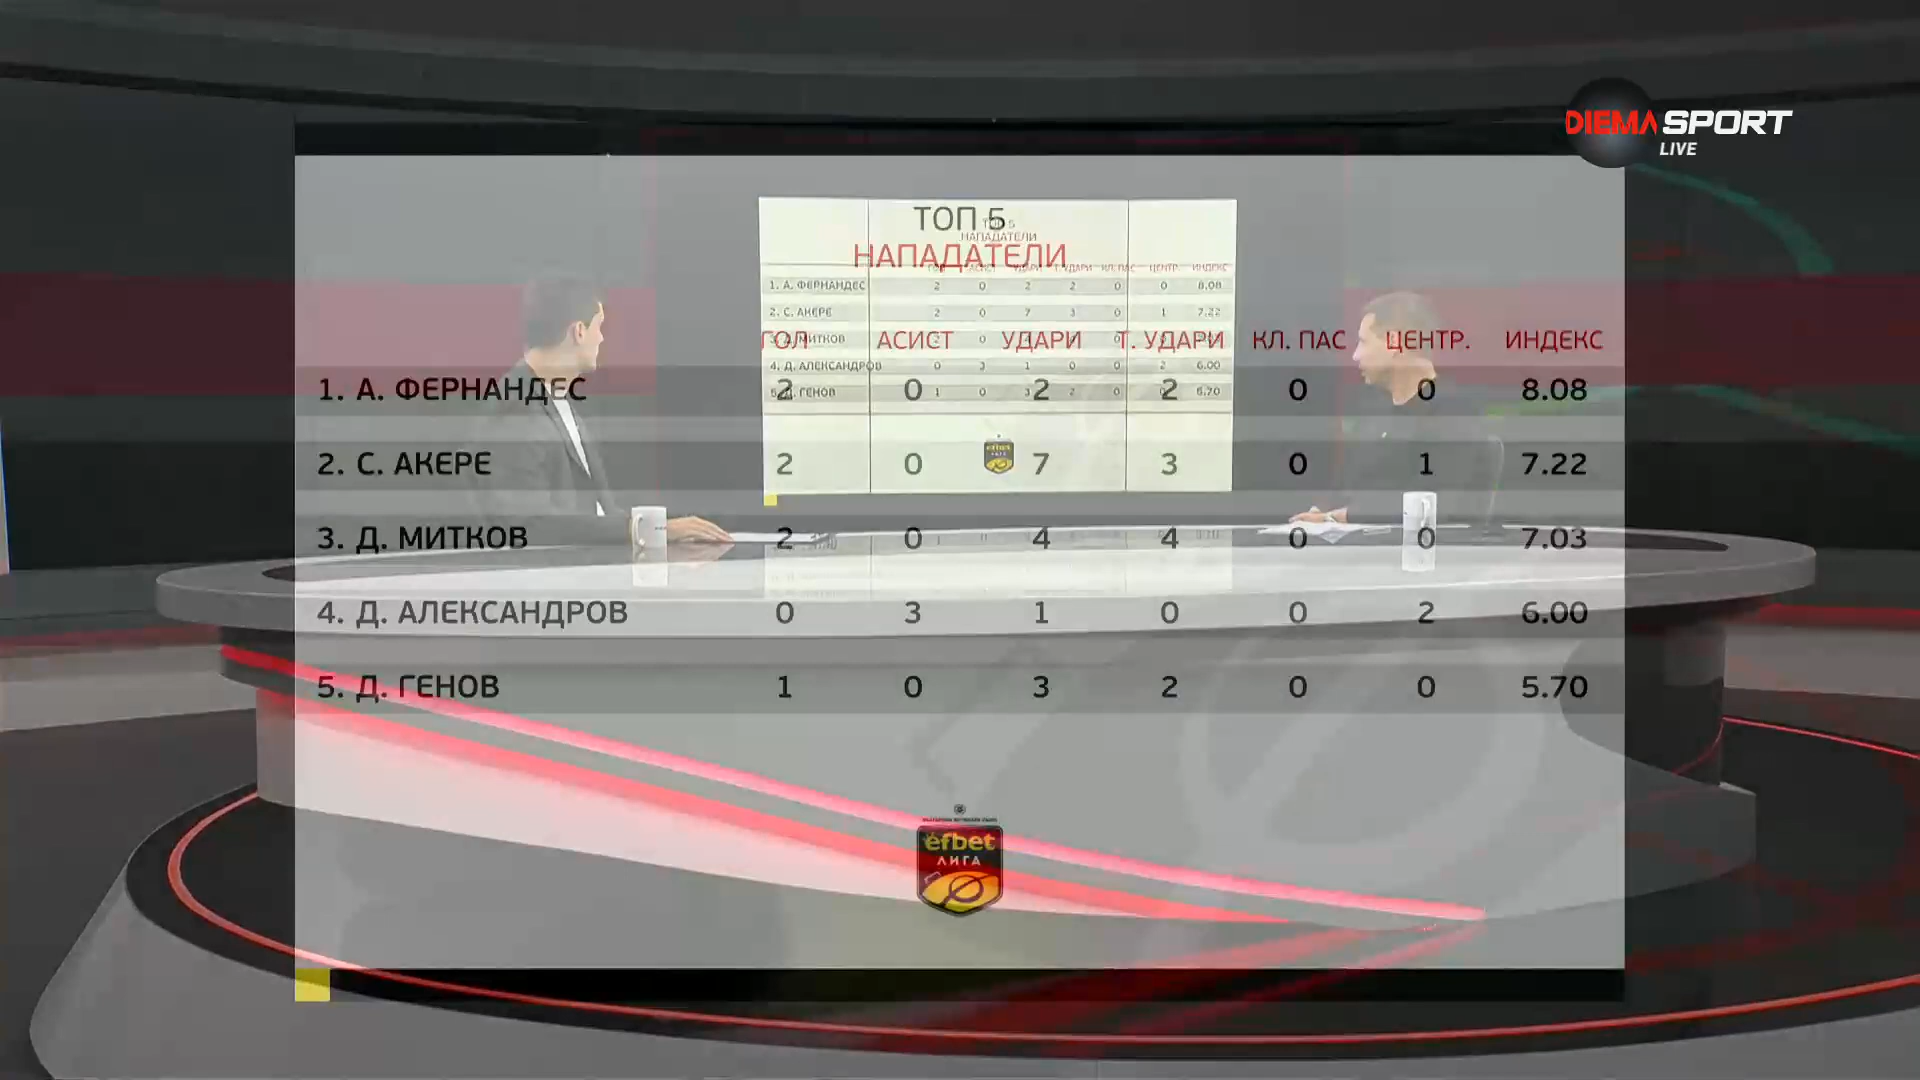 DIEMA SPORT
LIVE
ТОП 5
НАПАДАТЕЛИ
ГОЛ АСИСТ УДАРИ Т. УДАРИ КЛ. ПАС ЦЕНТР. ИНДЕКС
1. А. ФЕРНАНДЕС 2 0 2 2 0 0 8.08
2. С. АКЕРЕ 2 0 7 3 0 1 7.22
3. Д. МИТКОВ 2 0 4 4 0 0 7.03
4. Д. АЛЕКСАНДРОВ 0 3 1 0 0 2 6.00
5. Д. ГЕНОВ 1 0 3 2 0 0 5.70
efbet
ЛИГА